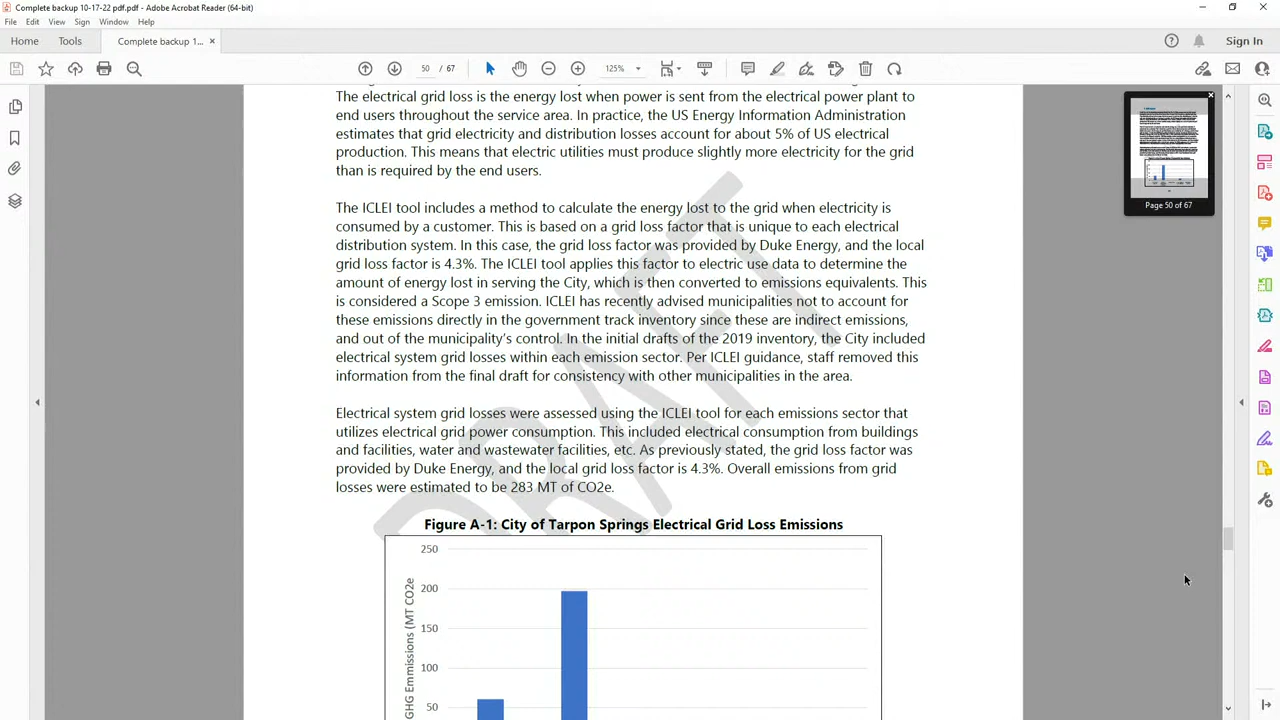 Complete backup 10-17-22 pdf.pdf - Adobe Acrobat Reader (64-bit)
File Edit View Sign Window Help
Home Tools Complete backup 1... × Sign In
50 / 67 125%
The electrical grid loss is the energy lost when power is sent from the electrical power plant to
end users throughout the service area. In practice, the US Energy Information Administration
estimates that grid electricity and distribution losses account for about 5% of US electrical
production. This means that electric utilities must produce slightly more electricity for the grid
than is required by the end users.
The ICLEI tool includes a method to calculate the energy lost to the grid when electricity is
consumed by a customer. This is based on a grid loss factor that is unique to each electrical
distribution system. In this case, the grid loss factor was provided by Duke Energy, and the local
grid loss factor is 4.3%. The ICLEI tool applies this factor to electric use data to determine the
amount of energy lost in serving the City, which is then converted to emissions equivalents. This
is considered a Scope 3 emission. ICLEI has recently advised municipalities not to account for
these emissions directly in the government track inventory since these are indirect emissions,
and out of the municipality's control. In the initial drafts of the 2019 inventory, the City included
electrical system grid losses within each emission sector. Per ICLEI guidance, staff removed this
information from the final draft for consistency with other municipalities in the area.
Electrical system grid losses were assessed using the ICLEI tool for each emissions sector that
utilizes electrical grid power consumption. This included electrical consumption from buildings
and facilities, water and wastewater facilities, etc. As previously stated, the grid loss factor was
provided by Duke Energy, and the local grid loss factor is 4.3%. Overall emissions from grid
losses were estimated to be 283 MT of CO2e.
Figure A-1: City of Tarpon Springs Electrical Grid Loss Emissions
250
200
150
100
50
GHG Emmissions (MT CO2e
DRAFT
Page 50 of 67